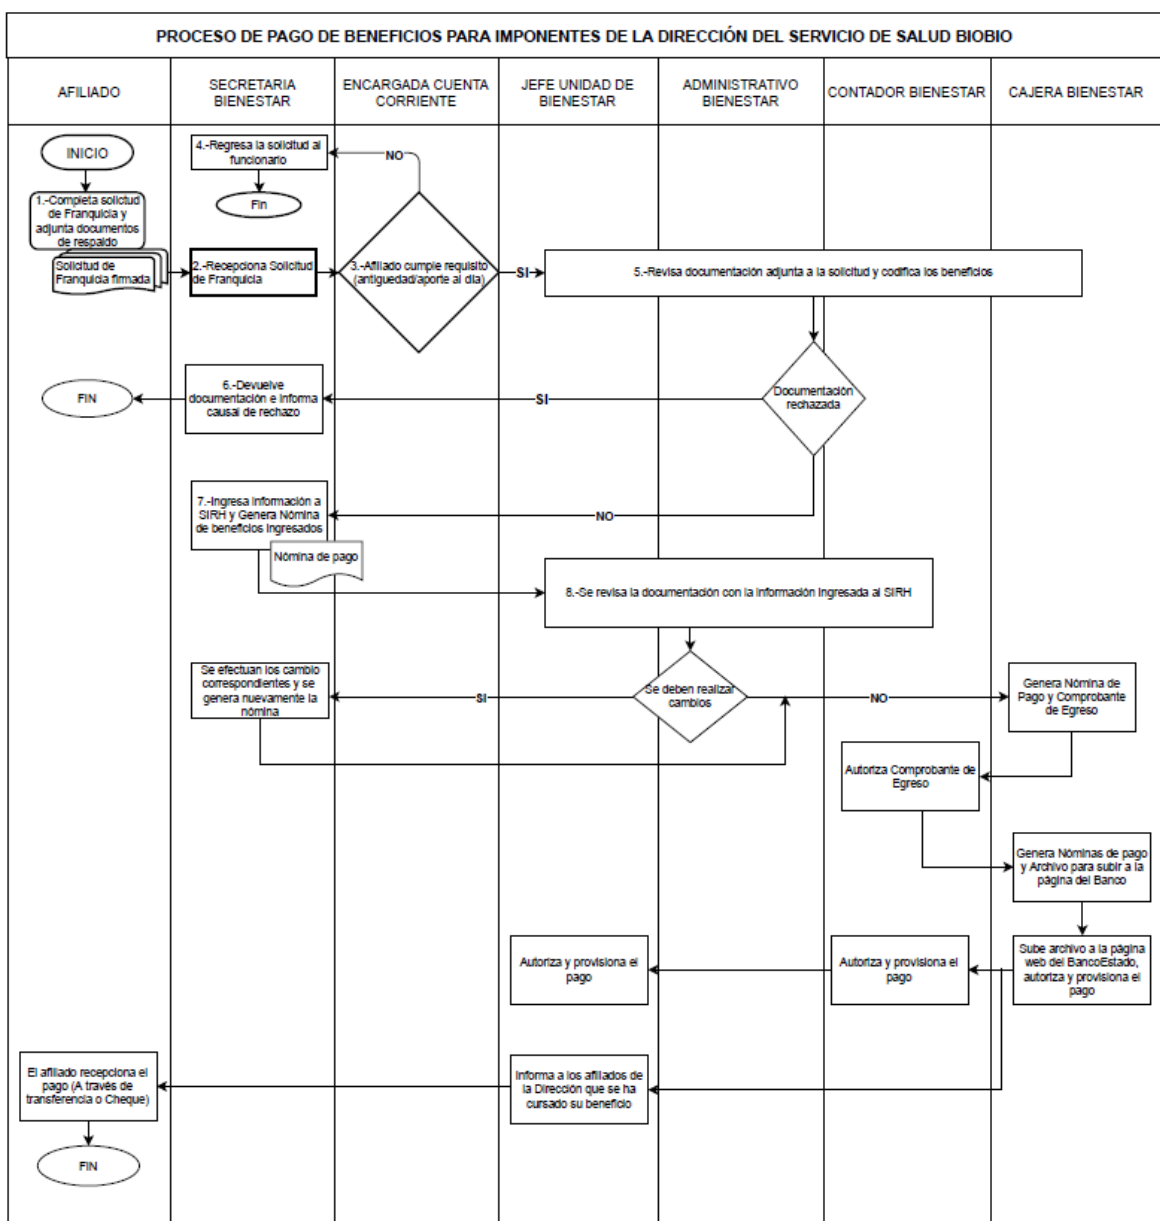 PROCESO DE PAGO DE BENEFICIOS PARA IMPONENTES DE LA DIRECCIÓN DEL SERVICIO DE SALUD BIOBIO
AFILIADO
SECRETARIA
BIENESTAR
ENCARGADA CUENTA
CORRIENTE
JEFE UNIDAD DE
BIENESTAR
ADMINISTRATIVO
BIENESTAR
CONTADOR BIENESTAR
CAJERA BIENESTAR
INICIO
4.-Regresa la solicitud al
funcionario
NO
Fin
1.-Completa solictud
de Franquicia y
adjunta documentos
de respaldo
Solicitud de
Franquicia firmada
2.-Recepciona Solicitud
de Franquicia
3.-Afiliado cumple requisito
(antiguedad/aporte al día)
SI
5.-Revisa documentación adjunta a la solicitud y codifica los beneficios
FIN
6.-Devuelve
documentación e informa
causal de rechazo
SI
Documentación
rechazada
7.-Ingresa información a
SIRH y Genera Nómina
de beneficios ingresados
NO
Nómina de pago
8.-Se revisa la documentación con la información ingresada al SIRH
Se efectuan los cambio
correspondientes y se
genera nuevamente la
nómina
SI
Se deben realizar
cambios
NO
Genera Nómina de
Pago y Comprobante
de Egreso
Autoriza Comprobante de
Egreso
Genera Nóminas de pago
y Archivo para subir a la
página del Banco
Autoriza y provisiona el
pago
Autoriza y provisiona el
pago
Sube archivo a la página
web del BancoEstado,
autoriza y provisiona el
pago
El afiliado recepciona el
pago (A través de
transferencia o Cheque)
Informa a los afiliados de
la Dirección que se ha
cursado su beneficio
FIN